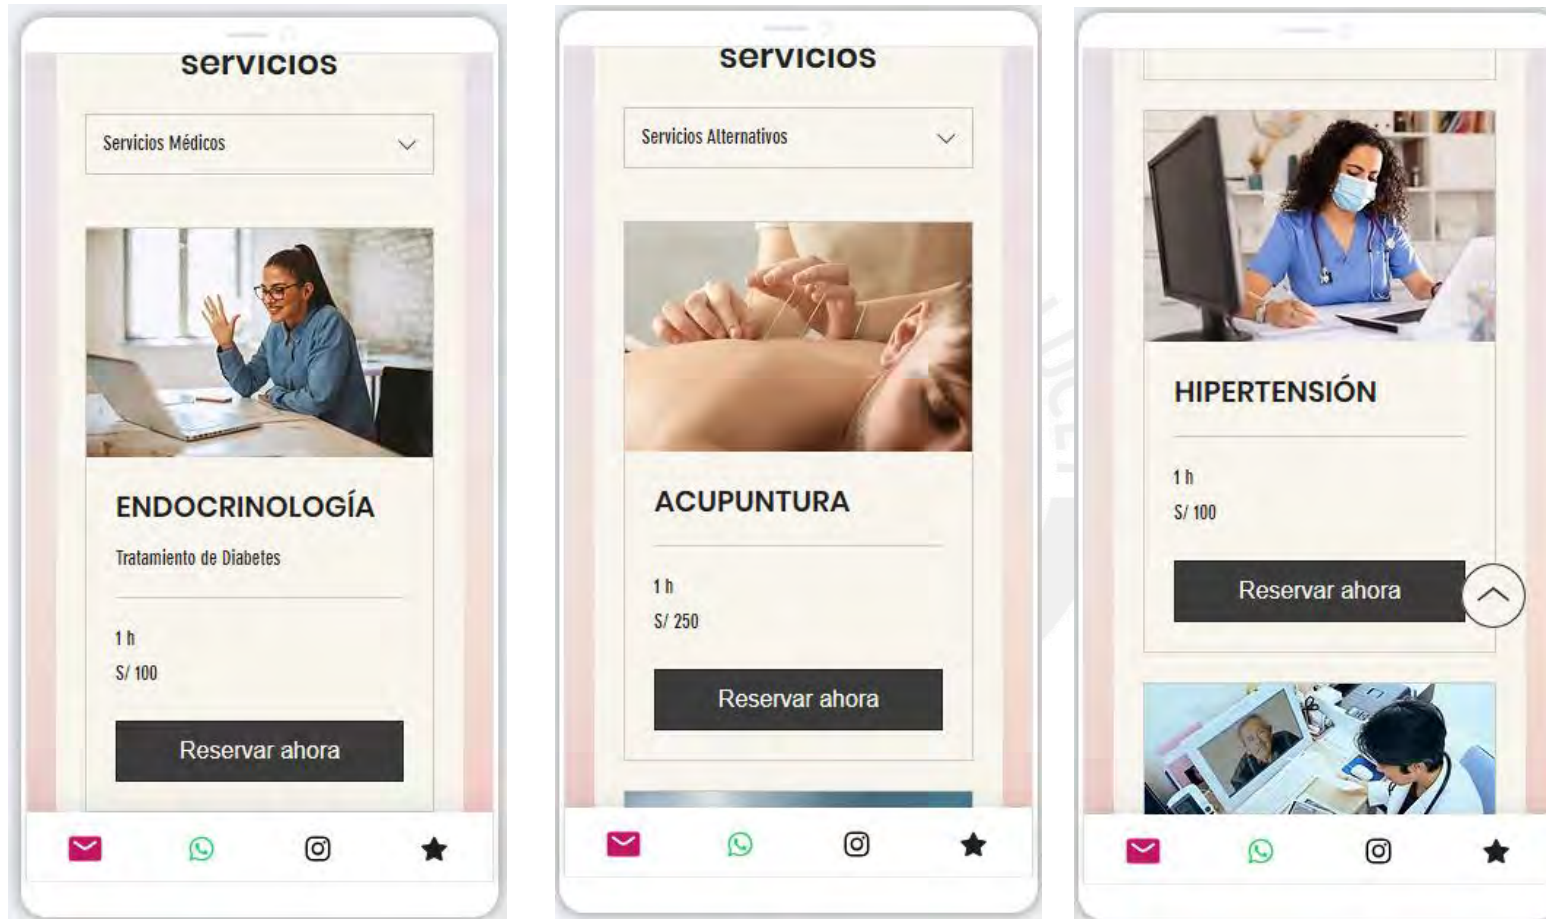 servicios
Servicios Médicos
ENDOCRINOLOGÍA
Tratamiento de Diabetes
1 h
S/ 100
Reservar ahora
servicios
Servicios Alternativos
ACUPUNTURA
1 h
S/ 250
Reservar ahora
HIPERTENSIÓN
1 h
S/ 100
Reservar ahora